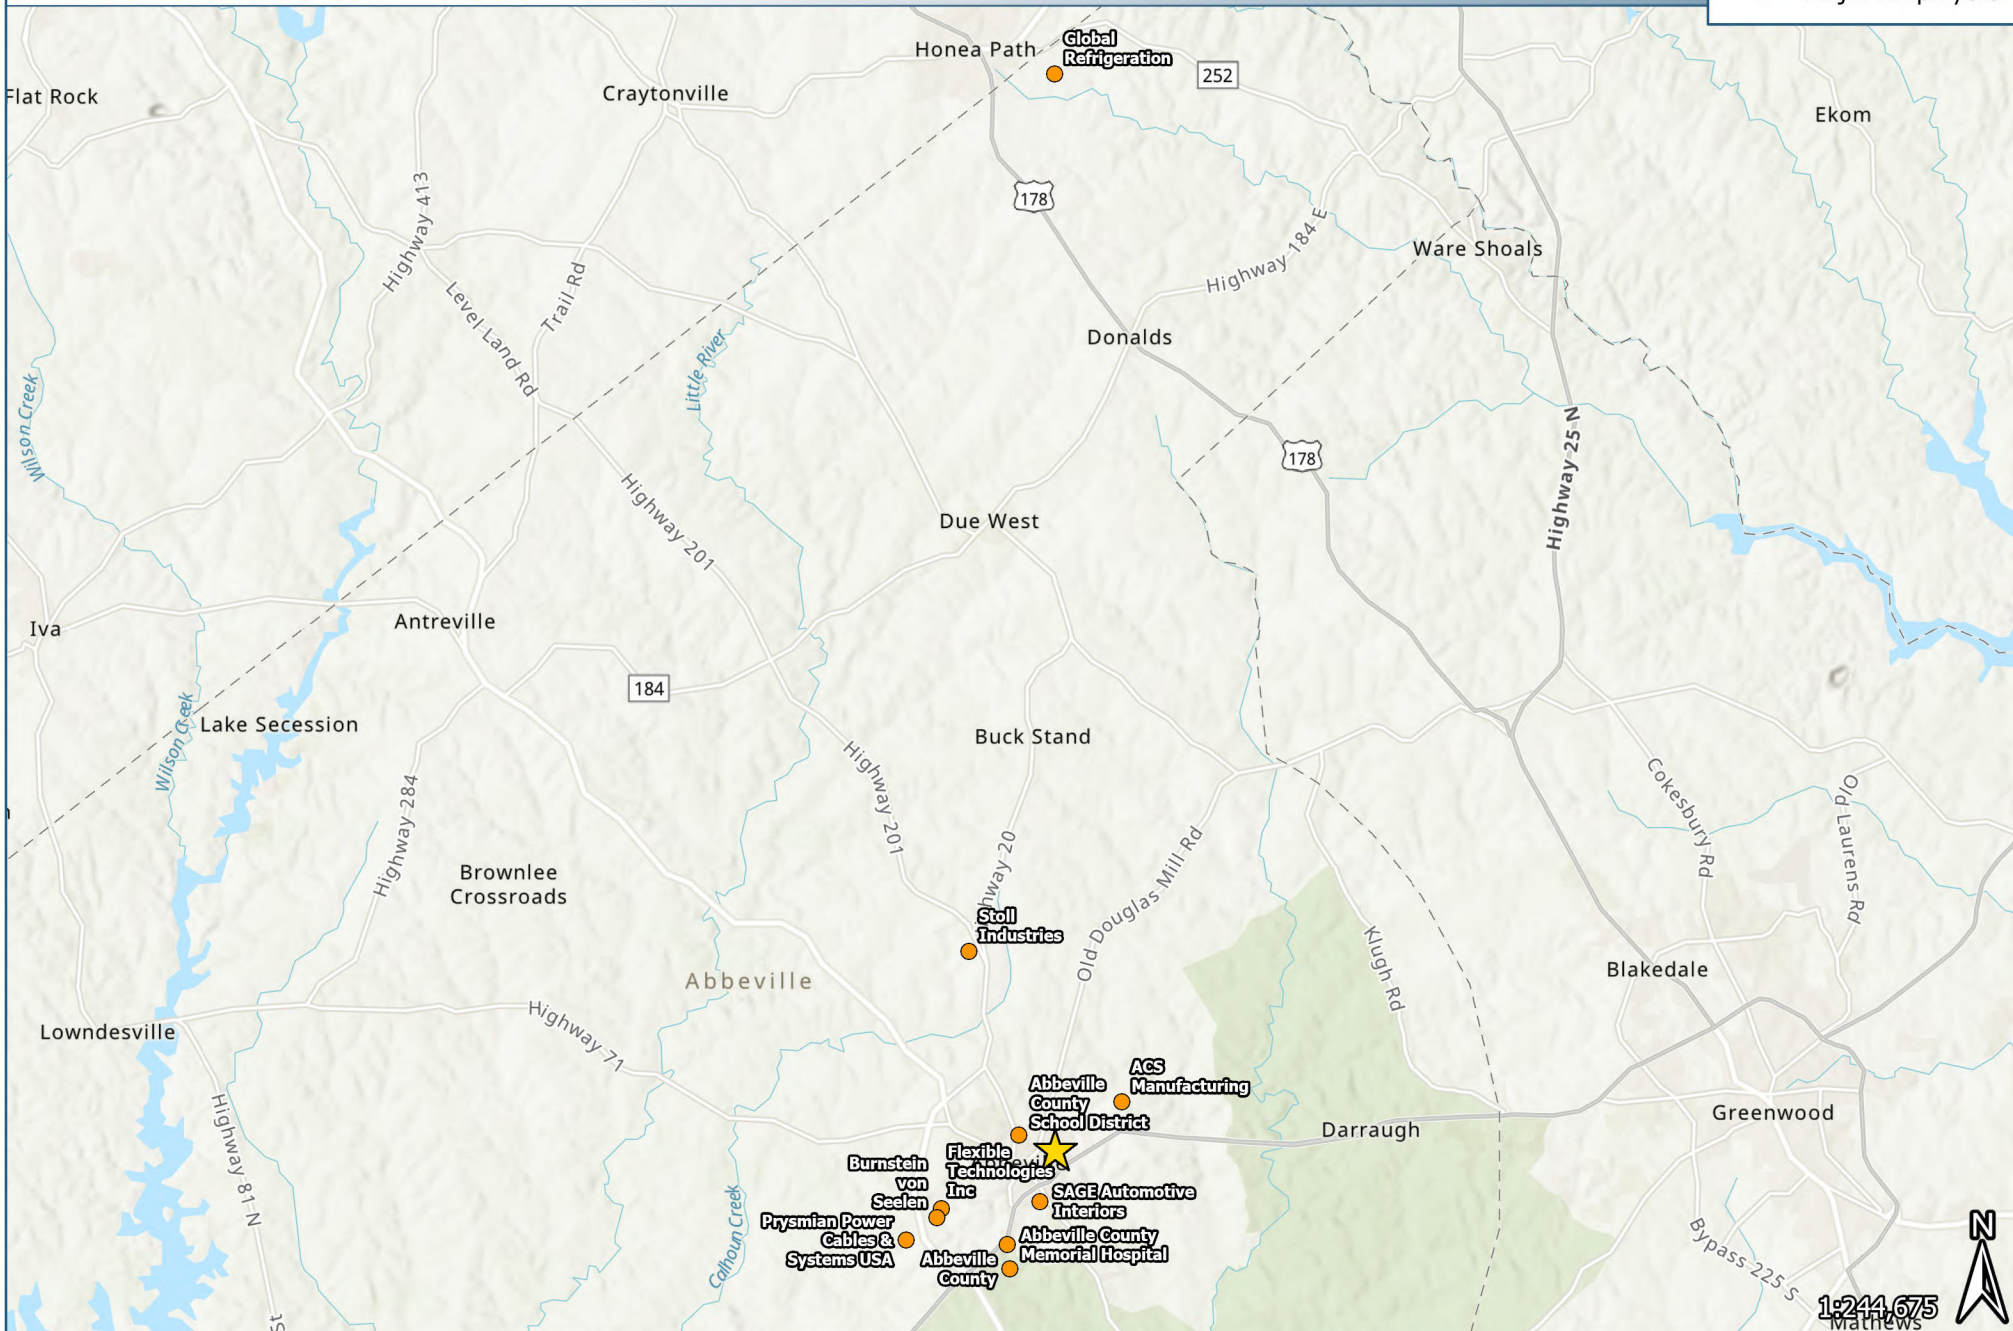 Honea Path
Global
Refrigeration
252
Flat Rock
Craytonville
Ekom
Highway 413
178
Highway 184 E
Ware Shoals
Trail Rd
Level Land Rd
Little River
Donalds
Wilson Creek
Highway 25 N
178
Highway 201
Due West
Iva
Antreville
184
Lake Secession
Wilson Creek
Buck Stand
Highway 201
Highway 284
Cokesbury Rd
Old Laurens Rd
Brownlee
Crossroads
hway 20
Old Douglas Mill Rd
Stoll
Industries
Klugh Rd
Blakedale
Abbeville
Lowndesville
Highway 71
ACS
Manufacturing
Abbeville
County
School District
Greenwood
Darraugh
Highway 81 N
Flexible
Technologies
Inc
Burnstein
von
Seelen
SAGE Automotive
Interiors
Prysmian Power
Cables &
Systems USA
Abbeville County
Memorial Hospital
Abbeville
County
Calhoun Creek
Bypass 225 S
N
1:244,675
Mathews